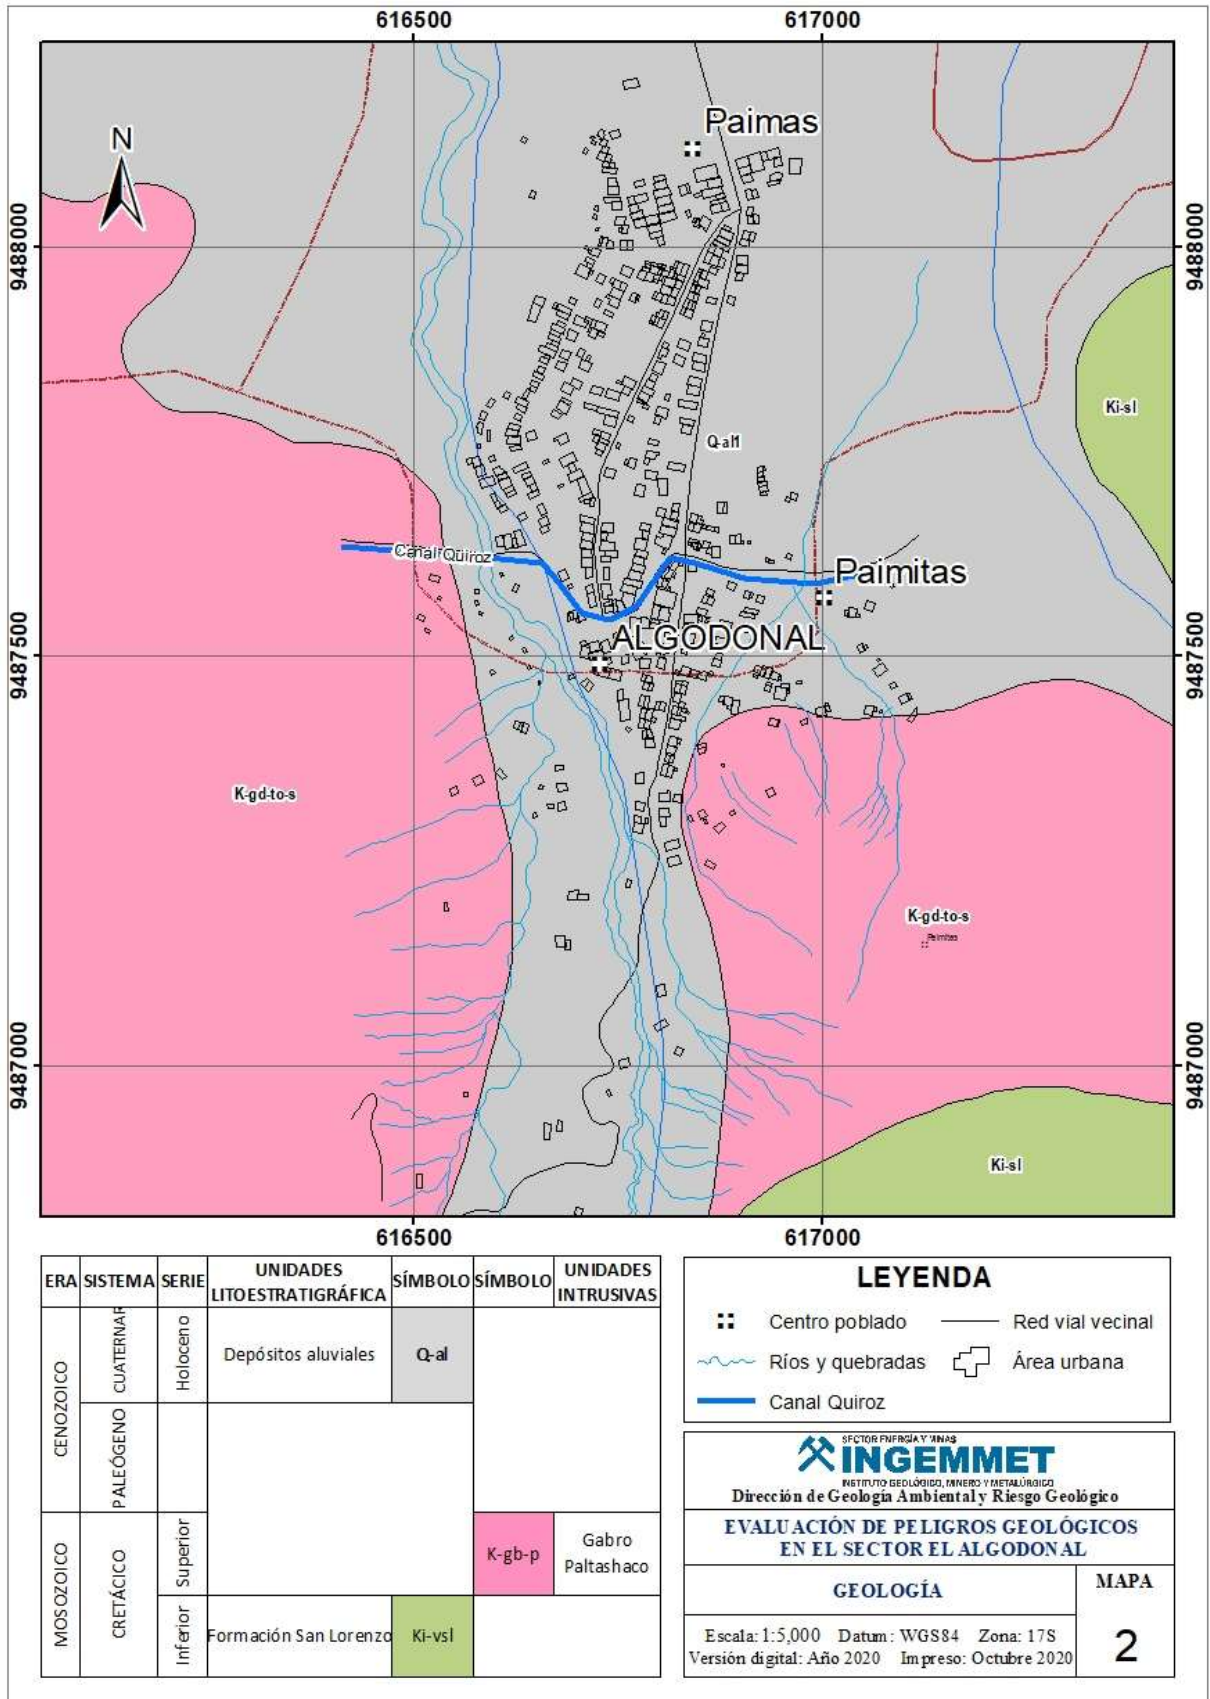 616500
617000
N
Paimas
9488000
9488000
Ki-sl
Q-al1
Canal Quiroz
Paimitas
ALGODONAL
9487500
9487500
K-gd-to-s
K-gd-to-s
Paimitas
9487000
9487000
Ki-sl
616500
617000
ERA
SISTEMA
SERIE
UNIDADES
LITOESTRATIGRÁFICA
SÍMBOLO
SÍMBOLO
UNIDADES
INTRUSIVAS
CENOZOICO
CUATERNAR
Holoceno
Depósitos aluviales
Q-al
PALEÓGENO
MOSOZOICO
CRETÁCICO
Superior
K-gb-p
Gabro
Paltashaco
Inferior
Formación San Lorenzo
Ki-vsl
LEYENDA
Centro poblado
Red vial vecinal
Ríos y quebradas
Área urbana
Canal Quiroz
SECTOR ENERGÍA Y MINAS
INGEMMET
INSTITUTO GEOLÓGICO, MINERO Y METALÚRGICO
Dirección de Geología Ambiental y Riesgo Geológico
EVALUACIÓN DE PELIGROS GEOLÓGICOS
EN EL SECTOR EL ALGODONAL
GEOLOGÍA
MAPA
2
Escala: 1:5,000 Datum: WGS84 Zona: 17S
Versión digital: Año 2020 Impreso: Octubre 2020